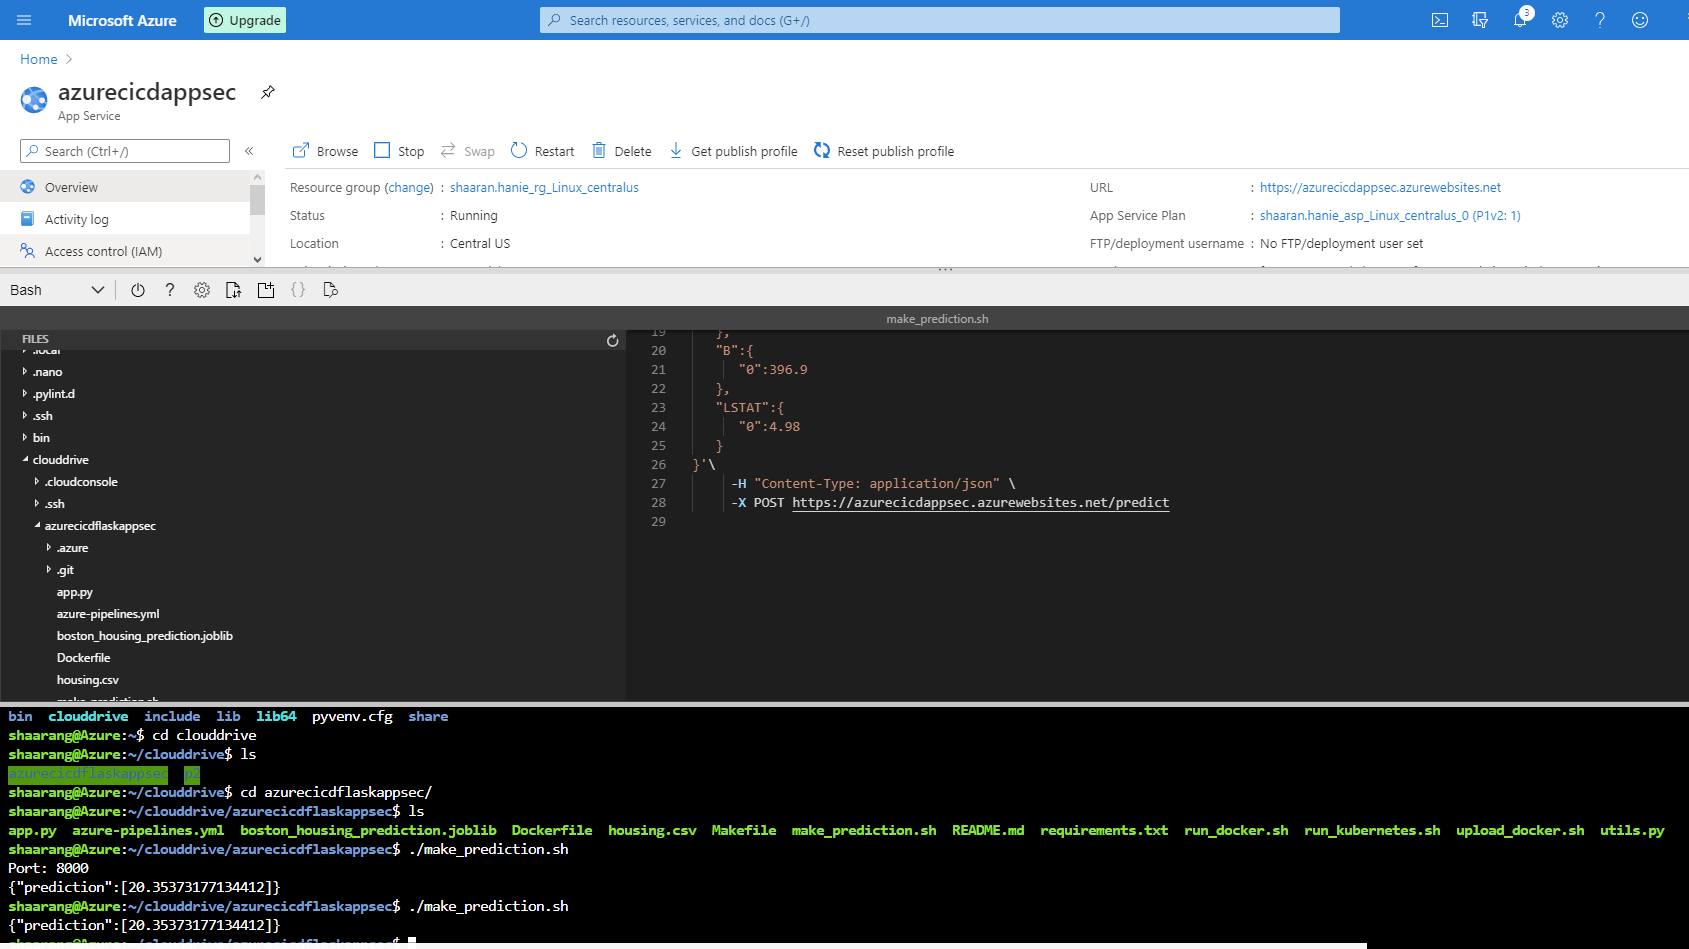 Microsoft Azure
Upgrade
Search resources, services, and docs (G+/)
3
Home
azurecicdappsec
App Service
Search (Ctrl+/)
«
Browse
Stop
Swap
Restart
Delete
Get publish profile
Reset publish profile
Overview
Activity log
Access control (IAM)
Resource group (change) : shaaran.hanie_rg_Linux_centralus
Status : Running
Location : Central US
URL : https://azurecicdappsec.azurewebsites.net
App Service Plan : shaaran.hanie_asp_Linux_centralus_0 (P1v2: 1)
FTP/deployment username : No FTP/deployment user set
Bash
make_prediction.sh
FILES
.local
.nano
.pylint.d
.ssh
bin
clouddrive
.cloudconsole
.ssh
azurecicdflaskappsec
.azure
.git
app.py
azure-pipelines.yml
boston_housing_prediction.joblib
Dockerfile
housing.csv
make_prediction.sh
19 },
20 "B":{
21 "0":396.9
22 },
23 "LSTAT":{
24 "0":4.98
25 }
26 }'\
27 -H "Content-Type: application/json" \
28 -X POST https://azurecicdappsec.azurewebsites.net/predict
29
bin clouddrive include lib lib64 pyvenv.cfg share
shaarang@Azure:~$ cd clouddrive
shaarang@Azure:~/clouddrive$ ls
azurecicdflaskappsec p2
shaarang@Azure:~/clouddrive$ cd azurecicdflaskappsec/
shaarang@Azure:~/clouddrive/azurecicdflaskappsec$ ls
app.py azure-pipelines.yml boston_housing_prediction.joblib Dockerfile housing.csv Makefile make_prediction.sh README.md requirements.txt run_docker.sh run_kubernetes.sh upload_docker.sh utils.py
shaarang@Azure:~/clouddrive/azurecicdflaskappsec$ ./make_prediction.sh
Port: 8000
{"prediction":[20.35373177134412]}
shaarang@Azure:~/clouddrive/azurecicdflaskappsec$ ./make_prediction.sh
{"prediction":[20.35373177134412]}
shaarang@Azure:~/clouddrive/azurecicdflaskappsec$